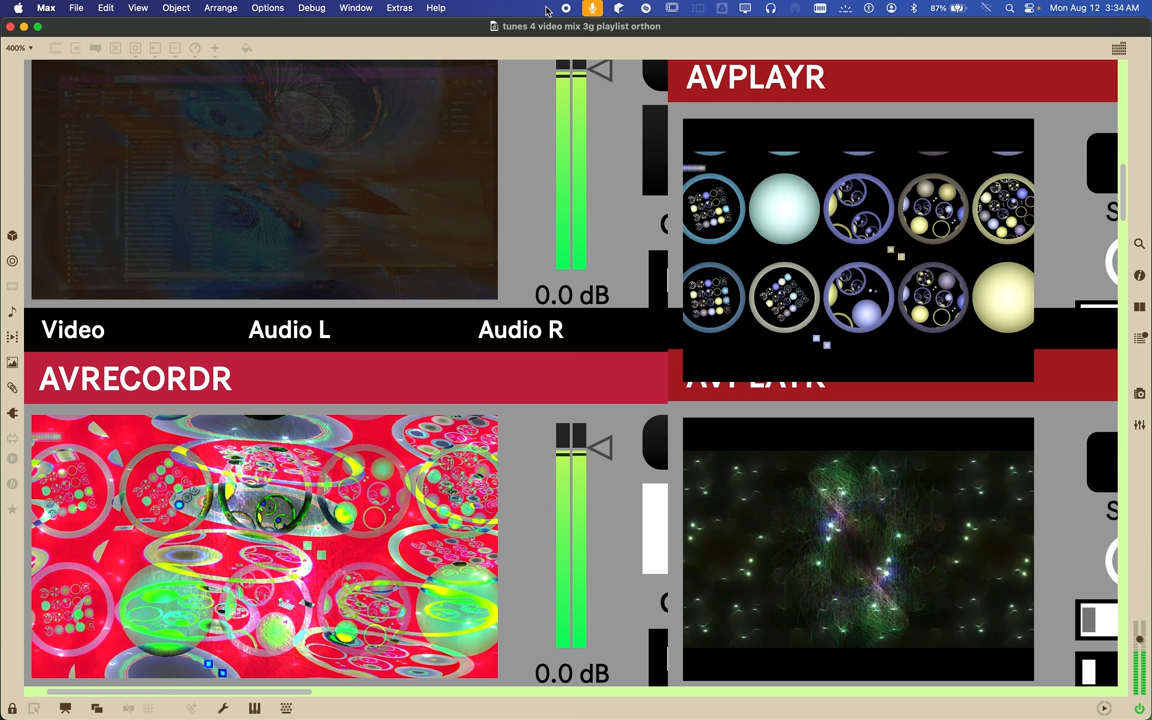 Max File Edit View Object Arrange Options Debug Window Extras Help
87% Mon Aug 12 3:34 AM
tunes 4 video mix 3g playlist orthon
400%
AVPLAYR
0.0 dB
Video Audio L Audio R
AVRECORDR
AVPLAYR
0.0 dB